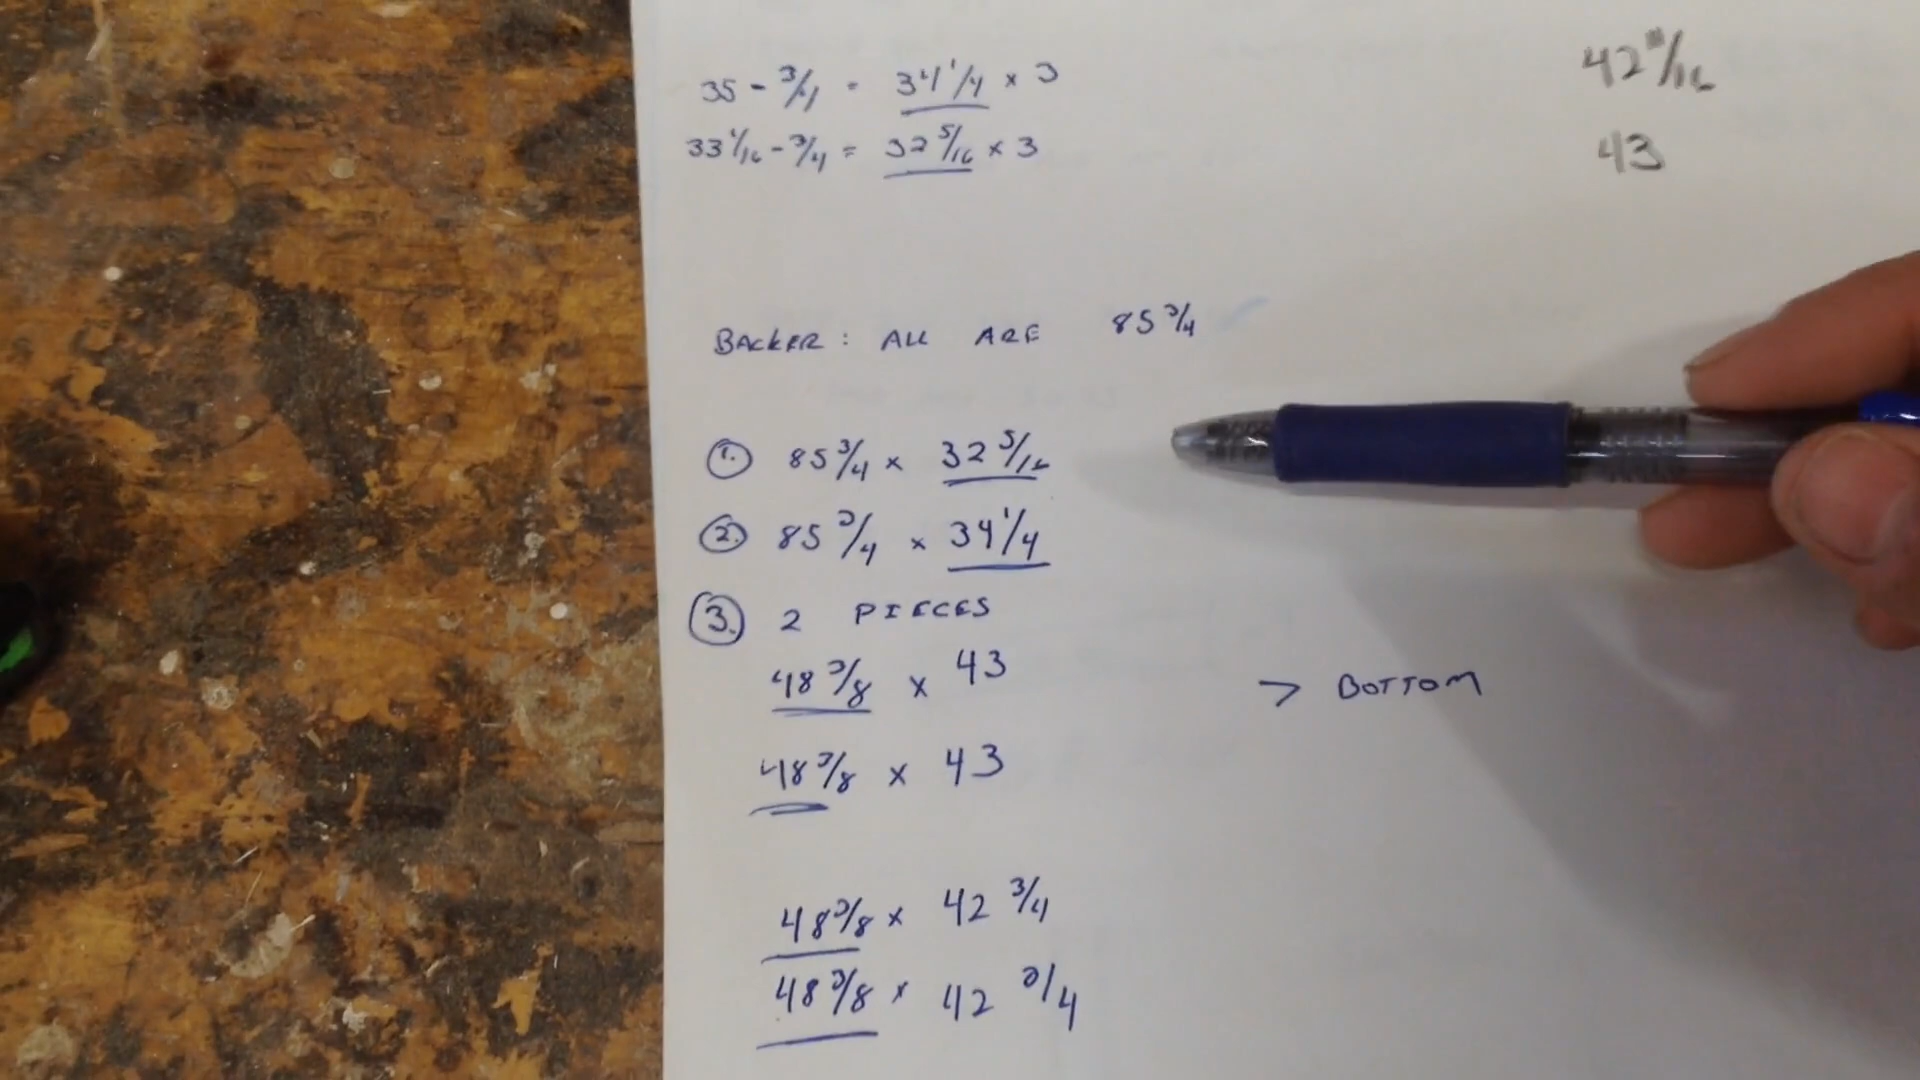 35 - 3/4 = 34 1/4 x 3
33 1/16 - 3/4 = 32 5/16 x 3
42 11/16
43
BACKER : ALL ARE 85 3/4
1. 85 3/4 x 32 5/16
2. 85 3/4 x 34 1/4
3. 2 PIECES
48 3/8 x 43
> BOTTOM
48 3/8 x 43
48 3/8 x 42 3/4
48 3/8 x 42 3/4